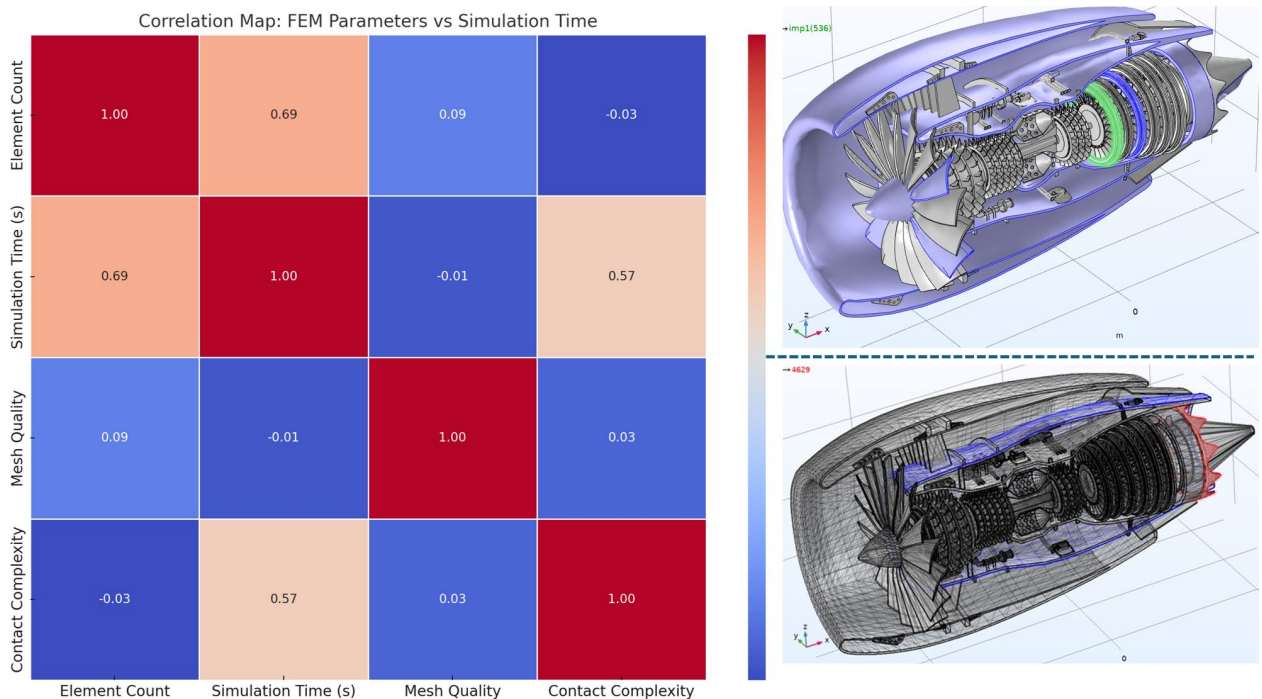 Correlation Map: FEM Parameters vs Simulation Time
Element Count
1.00 0.69 0.09 -0.03
Simulation Time (s)
0.69 1.00 -0.01 0.57
Mesh Quality
0.09 -0.01 1.00 0.03
Contact Complexity
-0.03 0.57 0.03 1.00
Element Count Simulation Time (s) Mesh Quality Contact Complexity
→imp1(536)
0
m
z
y
x
→4629
0
z
y
x